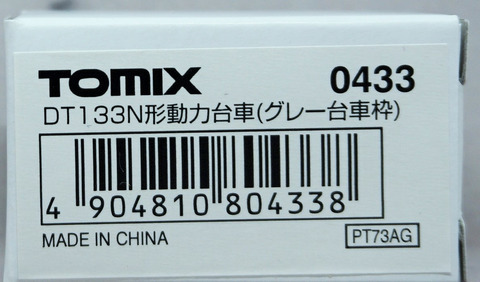 TOMIX 0433
DT133N形動力台車(グレー台車枠)
4 904810 804338
MADE IN CHINA PT73AG